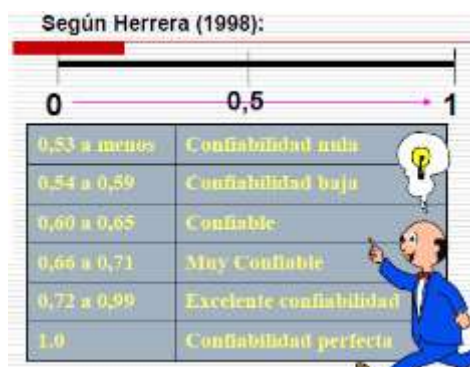 Según Herrera (1998):
0 0,5 1
0,53 a menos Confiabilidad nula
0,54 a 0,59 Confiabilidad baja
0,60 a 0,65 Confiable
0,66 a 0,71 Muy Confiable
0,72 a 0,99 Excelente confiabilidad
1.0 Confiabilidad perfecta